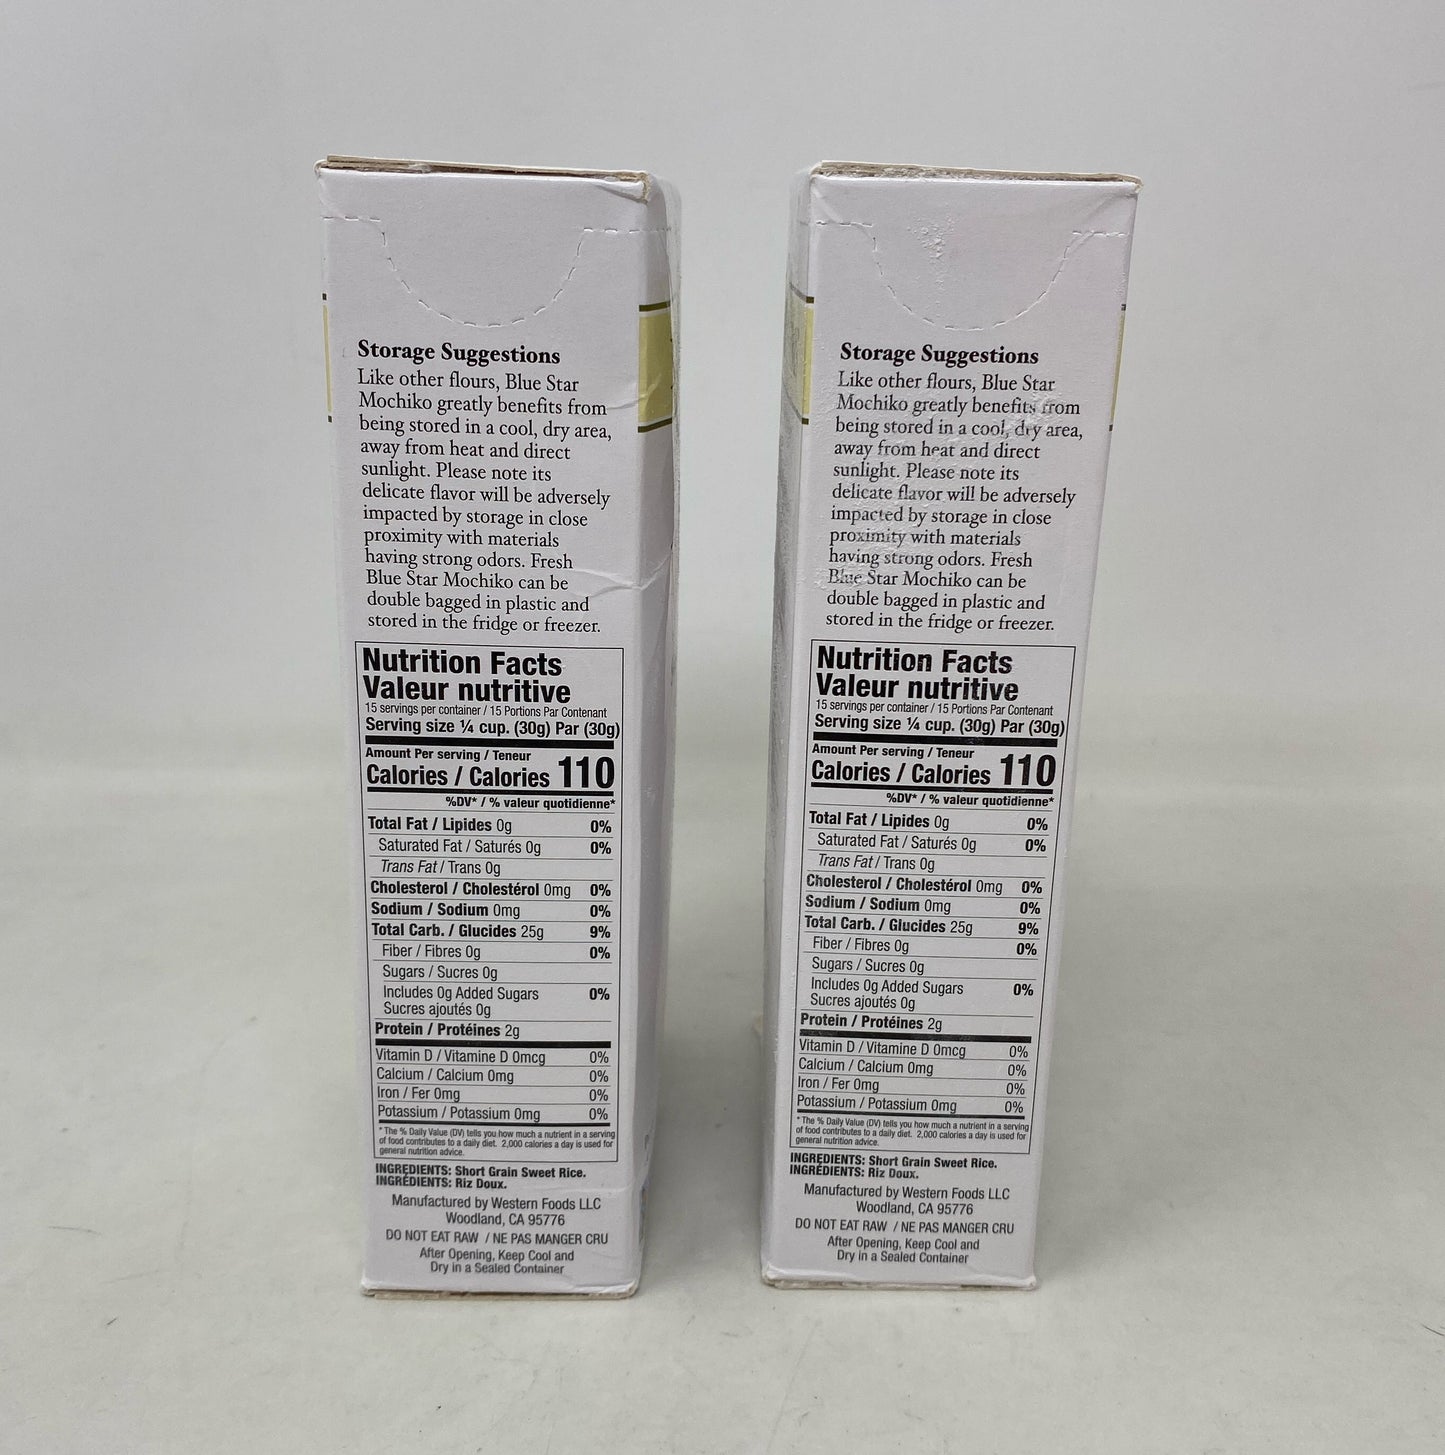 Storage Suggestions
Like other flours, Blue Star
Mochiko greatly benefits from
being stored in a cool, dry area,
away from heat and direct
sunlight. Please note its
delicate flavor will be adversely
impacted by storage in close
proximity with materials
having strong odors. Fresh
Blue Star Mochiko can be
double bagged in plastic and
stored in the fridge or freezer.
Nutrition Facts
Valeur nutritive
15 servings per container / 15 Portions Par Contenant
Serving size ¼ cup. (30g) Par (30g)
Amount Per serving / Teneur
Calories / Calories 110
%DV* / % valeur quotidienne*
Total Fat / Lipides 0g 0%
Saturated Fat / Saturés 0g 0%
Trans Fat / Trans 0g
Cholesterol / Cholestérol 0mg 0%
Sodium / Sodium 0mg 0%
Total Carb. / Glucides 25g 9%
Fiber / Fibres 0g 0%
Sugars / Sucres 0g
Includes 0g Added Sugars 0%
Sucres ajoutés 0g
Protein / Protéines 2g
Vitamin D / Vitamine D 0mcg 0%
Calcium / Calcium 0mg 0%
Iron / Fer 0mg 0%
Potassium / Potassium 0mg 0%
* The % Daily Value (DV) tells you how much a nutrient in a serving
of food contributes to a daily diet. 2,000 calories a day is used for
general nutrition advice.
INGREDIENTS: Short Grain Sweet Rice.
INGRÉDIENTS: Riz Doux.
Manufactured by Western Foods LLC
Woodland, CA 95776
DO NOT EAT RAW / NE PAS MANGER CRU
After Opening, Keep Cool and
Dry in a Sealed Container
Storage Suggestions
Like other flours, Blue Star
Mochiko greatly benefits from
being stored in a cool, dry area,
away from heat and direct
sunlight. Please note its
delicate flavor will be adversely
impacted by storage in close
proximity with materials
having strong odors. Fresh
Blue Star Mochiko can be
double bagged in plastic and
stored in the fridge or freezer.
Nutrition Facts
Valeur nutritive
15 servings per container / 15 Portions Par Contenant
Serving size ¼ cup. (30g) Par (30g)
Amount Per serving / Teneur
Calories / Calories 110
%DV* / % valeur quotidienne*
Total Fat / Lipides 0g 0%
Saturated Fat / Saturés 0g 0%
Trans Fat / Trans 0g
Cholesterol / Cholestérol 0mg 0%
Sodium / Sodium 0mg 0%
Total Carb. / Glucides 25g 9%
Fiber / Fibres 0g 0%
Sugars / Sucres 0g
Includes 0g Added Sugars 0%
Sucres ajoutés 0g
Protein / Protéines 2g
Vitamin D / Vitamine D 0mcg 0%
Calcium / Calcium 0mg 0%
Iron / Fer 0mg 0%
Potassium / Potassium 0mg 0%
* The % Daily Value (DV) tells you how much a nutrient in a serving
of food contributes to a daily diet. 2,000 calories a day is used for
general nutrition advice.
INGREDIENTS: Short Grain Sweet Rice.
INGRÉDIENTS: Riz Doux.
Manufactured by Western Foods LLC
Woodland, CA 95776
DO NOT EAT RAW / NE PAS MANGER CRU
After Opening, Keep Cool and
Dry in a Sealed Container